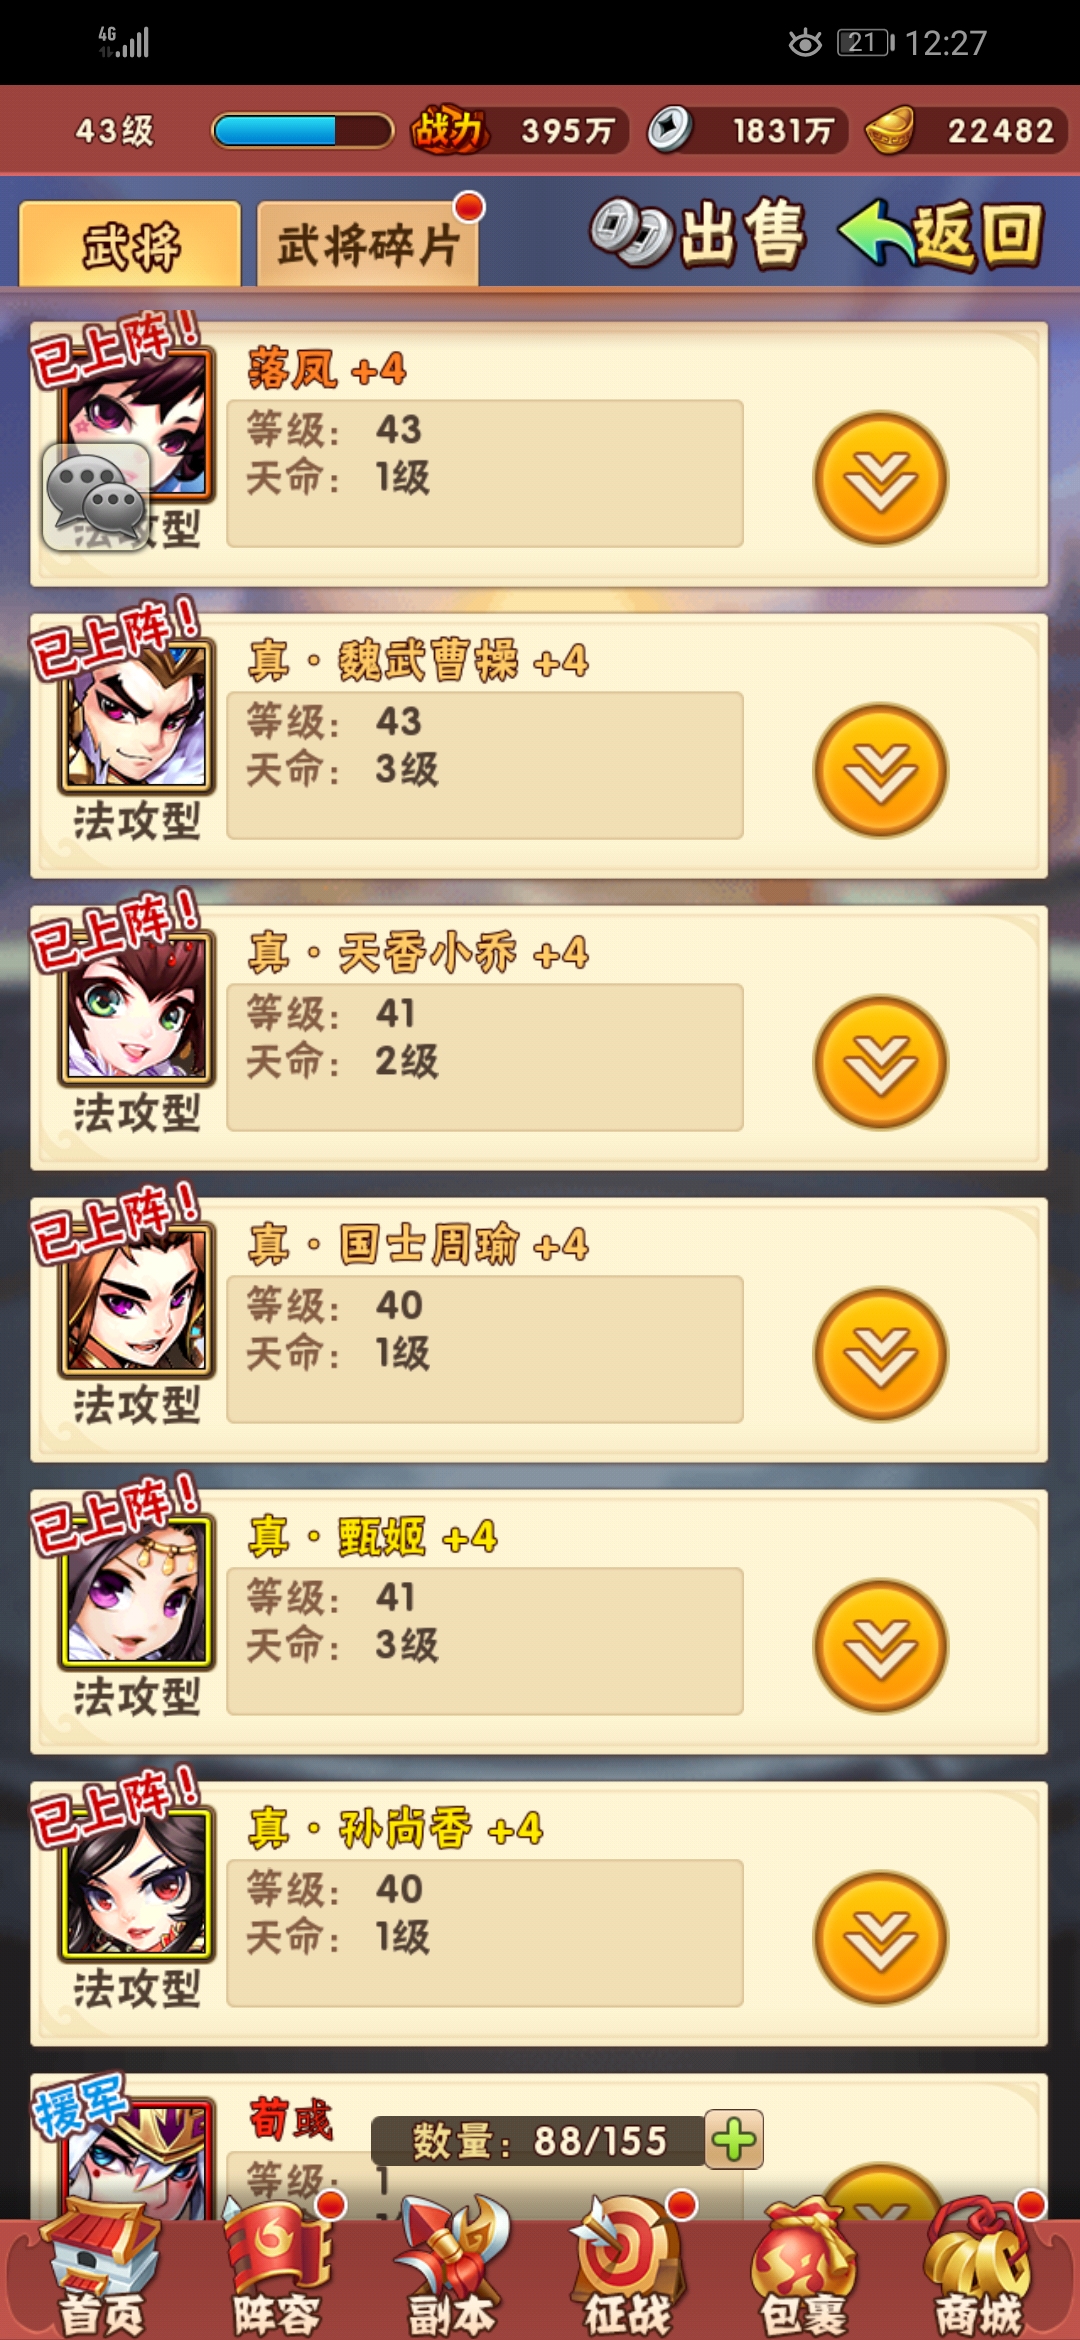 4G 21 12:27
43级 战力 395万 1831万 22482
武将 武将碎片 出售 返回
已上阵!
落凤 +4
等级: 43
天命: 1级
法攻型
已上阵!
真·魏武曹操 +4
等级: 43
天命: 3级
法攻型
已上阵!
真·天香小乔 +4
等级: 41
天命: 2级
法攻型
已上阵!
真·国士周瑜 +4
等级: 40
天命: 1级
法攻型
已上阵!
真·甄姬 +4
等级: 41
天命: 3级
法攻型
已上阵!
真·孙尚香 +4
等级: 40
天命: 1级
法攻型
援军
荀彧
数量: 88/155
等级: 1
首页 阵容 副本 征战 包裹 商城